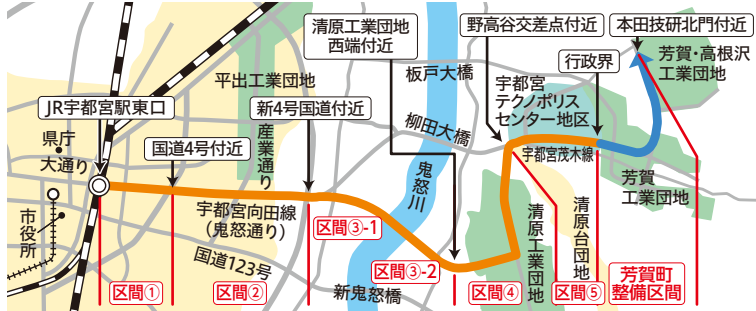 清原工業団地
西端付近
野高谷交差点付近
本田技研北門付近
平出工業団地
板戸大橋
行政界
芳賀・高根沢
工業団地
JR宇都宮駅東口
新4号国道付近
宇都宮
テクノポリス
センター地区
県庁
大通り
国道4号付近
産業通り
柳田大橋
宇都宮茂木線
芳賀
工業団地
鬼怒川
市役所
宇都宮向田線
(鬼怒通り)
区間③-1
清原工業団地
清原台団地
国道123号
区間③-2
新鬼怒橋
区間①
区間②
区間④
区間⑤
芳賀町
整備区間